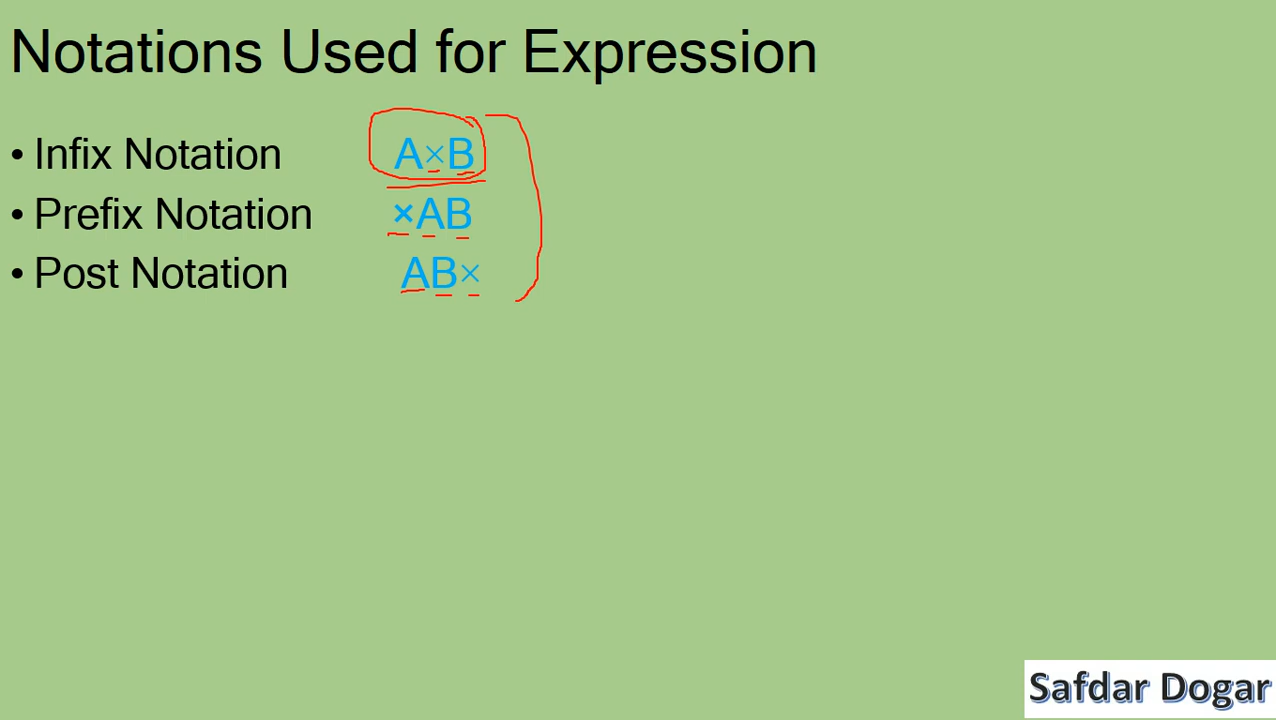 Notations Used for Expression
• Infix Notation A×B
• Prefix Notation ×AB
• Post Notation AB×
Safdar Dogar